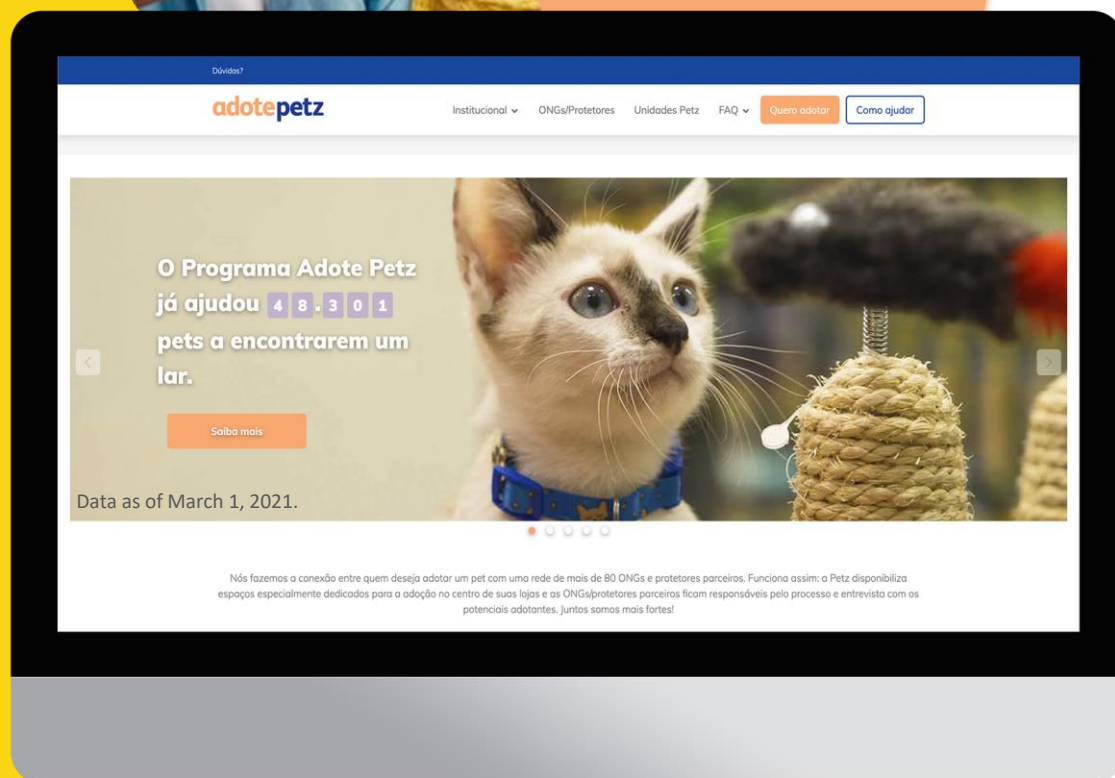 Dúvidas?
adotepetz
Institucional
ONGs/Protetores
Unidades Petz
FAQ
Quero adotar
Como ajudar
O Programa Adote Petz
já ajudou 48.301
pets a encontrarem um
lar.
Saiba mais
Data as of March 1, 2021.
Nós fazemos a conexão entre quem deseja adotar um pet com uma rede de mais de 80 ONGs e protetores parceiros. Funciona assim: a Petz disponibiliza
espaços especialmente dedicados para a adoção no centro de suas lojas e as ONGs/protetores parceiros ficam responsáveis pelo processo e entrevista com os
potenciais adotantes. Juntos somos mais fortes!